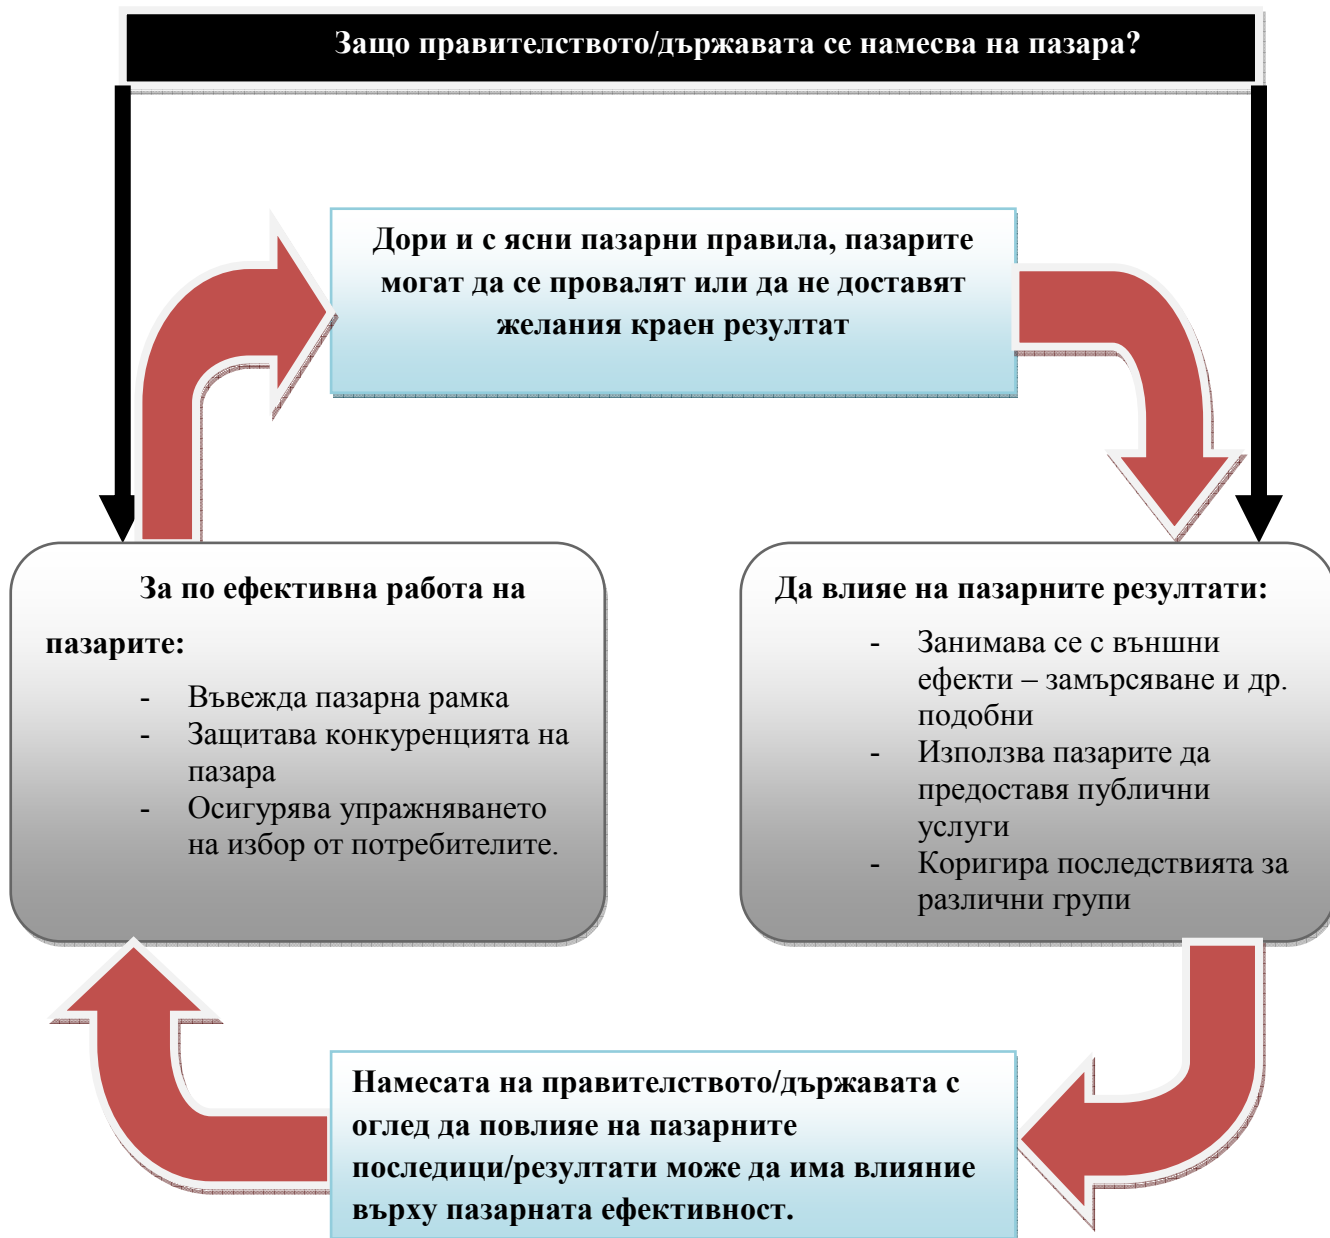 Защо правителството/държавата се намесва на пазара?
Дори и с ясни пазарни правила, пазарите
могат да се провалят или да не доставят
желания краен резултат
За по ефективна работа на
пазарите:
- Въвежда пазарна рамка
- Защитава конкуренцията на
пазара
- Осигурява упражняването
на избор от потребителите.
Да влияе на пазарните резултати:
- Занимава се с външни
ефекти – замърсяване и др.
подобни
- Използва пазарите да
предоставя публични
услуги
- Коригира последствията за
различни групи
Намесата на правителството/държавата с
оглед да повлияе на пазарните
последици/резултати може да има влияние
върху пазарната ефективност.